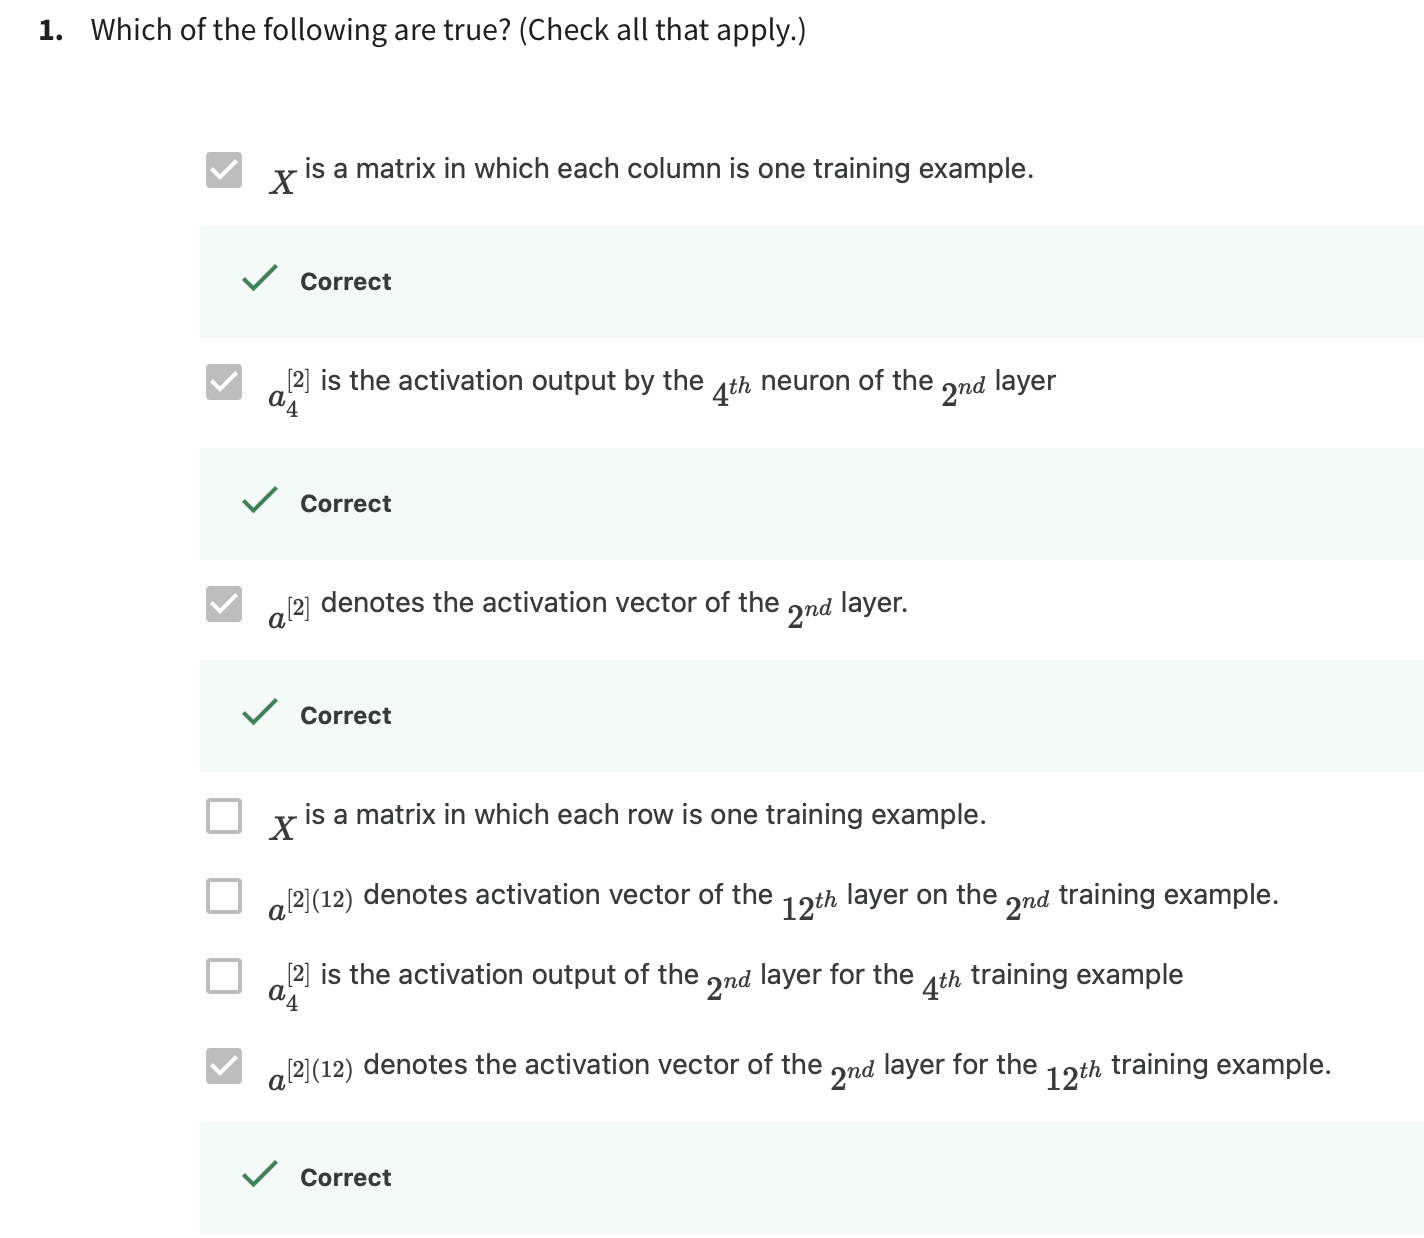 1. Which of the following are true? (Check all that apply.)
X is a matrix in which each column is one training example.
Correct
a₄^[2] is the activation output by the 4^th neuron of the 2^nd layer
Correct
a^[2] denotes the activation vector of the 2^nd layer.
Correct
X is a matrix in which each row is one training example.
a^[2](12) denotes activation vector of the 12^th layer on the 2^nd training example.
a₄^[2] is the activation output of the 2^nd layer for the 4^th training example
a^[2](12) denotes the activation vector of the 2^nd layer for the 12^th training example.
Correct